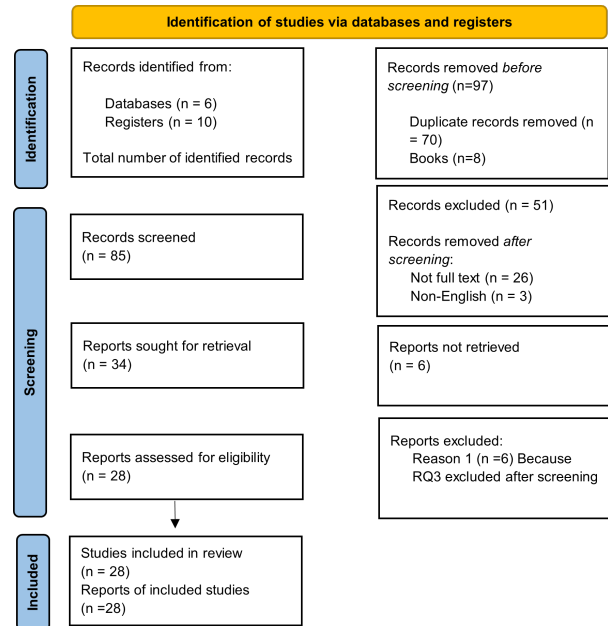 Identification of studies via databases and registers
Identification
Records identified from:
Databases (n = 6)
Registers (n = 10)
Total number of identified records
Records removed before
screening (n=97)
Duplicate records removed (n
= 70)
Books (n=8)
Screening
Records screened
(n = 85)
Records excluded (n = 51)
Records removed after
screening:
Not full text (n = 26)
Non-English (n = 3)
Reports sought for retrieval
(n = 34)
Reports not retrieved
(n = 6)
Reports assessed for eligibility
(n = 28)
Reports excluded:
Reason 1 (n =6) Because
RQ3 excluded after screening
Included
Studies included in review
(n = 28)
Reports of included studies
(n =28)